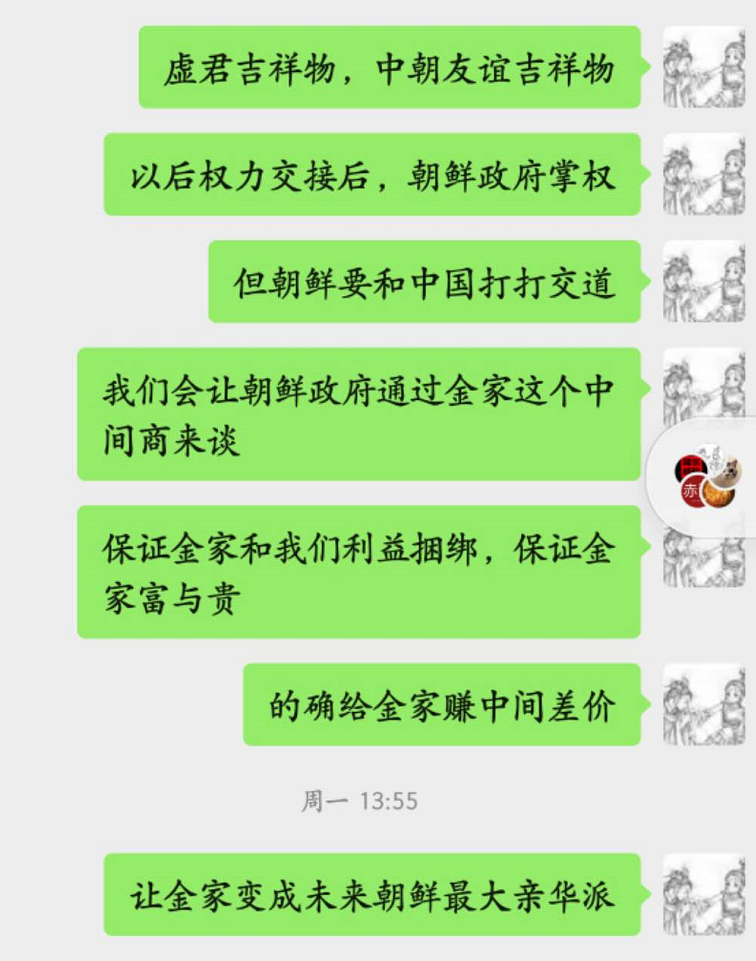 虚君吉祥物，中朝友谊吉祥物
以后权力交接后，朝鲜政府掌权
但朝鲜要和中国打打交道
我们会让朝鲜政府通过金家这个中
间商来谈
保证金家和我们利益捆绑，保证金
家富与贵
的确给金家赚中间差价
周一 13:55
让金家变成未来朝鲜最大亲华派
赤